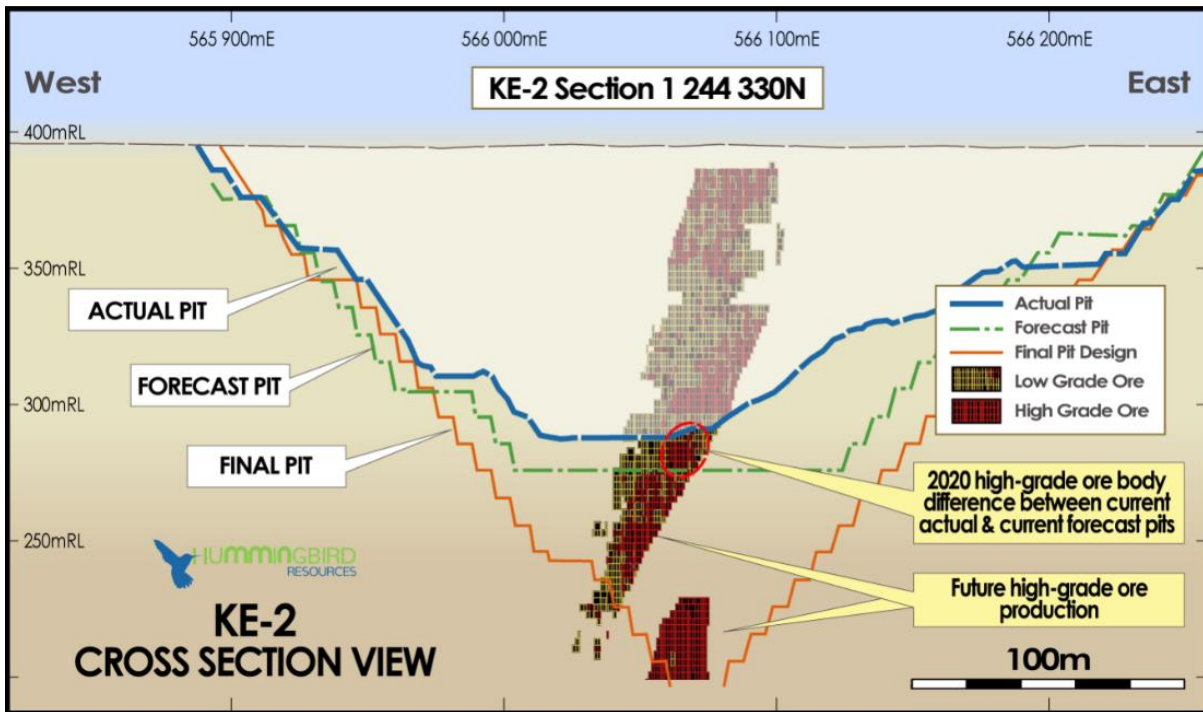 565 900mE
566 000mE
566 100mE
566 200mE
West
KE-2 Section 1 244 330N
East
400mRL
350mRL
ACTUAL PIT
Actual Pit
Forecast Pit
Final Pit Design
Low Grade Ore
High Grade Ore
FORECAST PIT
300mRL
FINAL PIT
2020 high-grade ore body
difference between current
actual & current forecast pits
250mRL
HUMMINGBIRD
RESOURCES
Future high-grade ore
production
KE-2
CROSS SECTION VIEW
100m